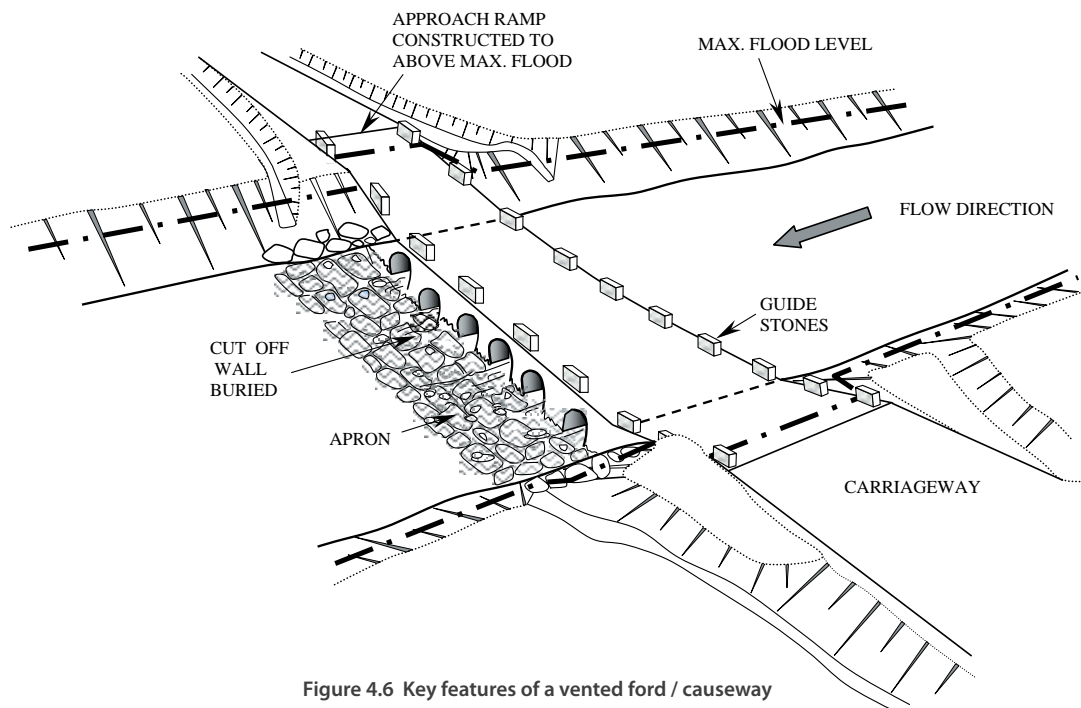 APPROACH RAMP
CONSTRUCTED TO
ABOVE MAX. FLOOD
MAX. FLOOD LEVEL
FLOW DIRECTION
GUIDE
STONES
CUT OFF
WALL
BURIED
APRON
CARRIAGEWAY
Figure 4.6 Key features of a vented ford / causeway